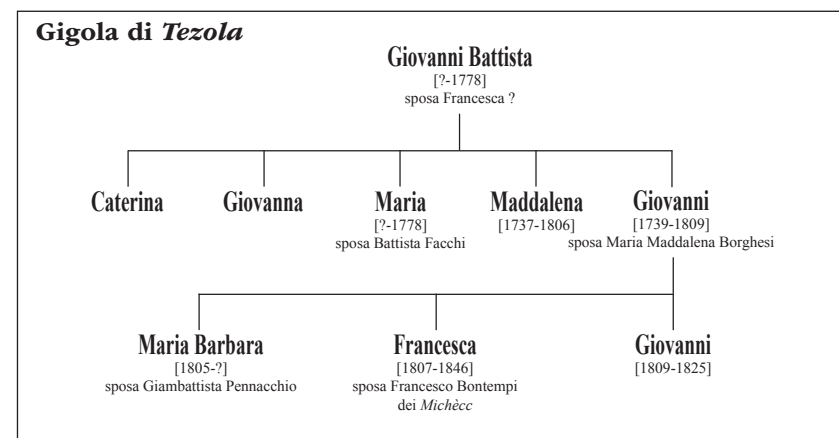 Gigola di Tezola
Giovanni Battista
[?-1778]
sposa Francesca ?
Caterina
Giovanna
Maria
[?-1778]
sposa Battista Facchi
Maddalena
[1737-1806]
Giovanni
[1739-1809]
sposa Maria Maddalena Borghesi
Maria Barbara
[1805-?]
sposa Giambattista Pennacchio
Francesca
[1807-1846]
sposa Francesco Bontempi
dei Michècc
Giovanni
[1809-1825]